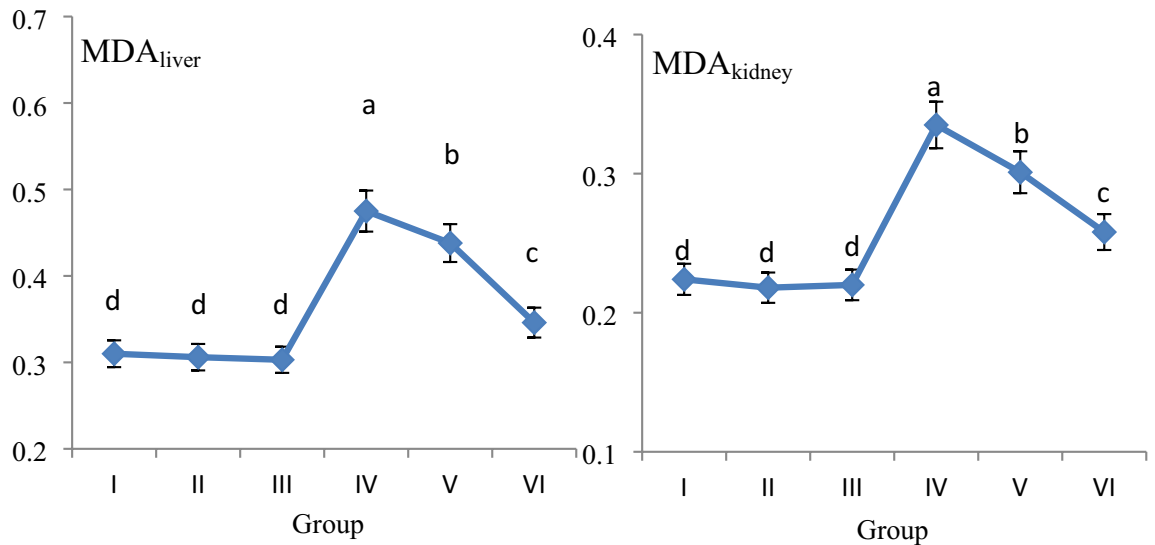 0.7
MDAliver
0.6
0.5
0.4
0.3
0.2
a
b
c
d d d
I II III IV V VI
Group
0.4
MDAkidney
0.3
0.2
0.1
a
b
c
d d d
I II III IV V VI
Group